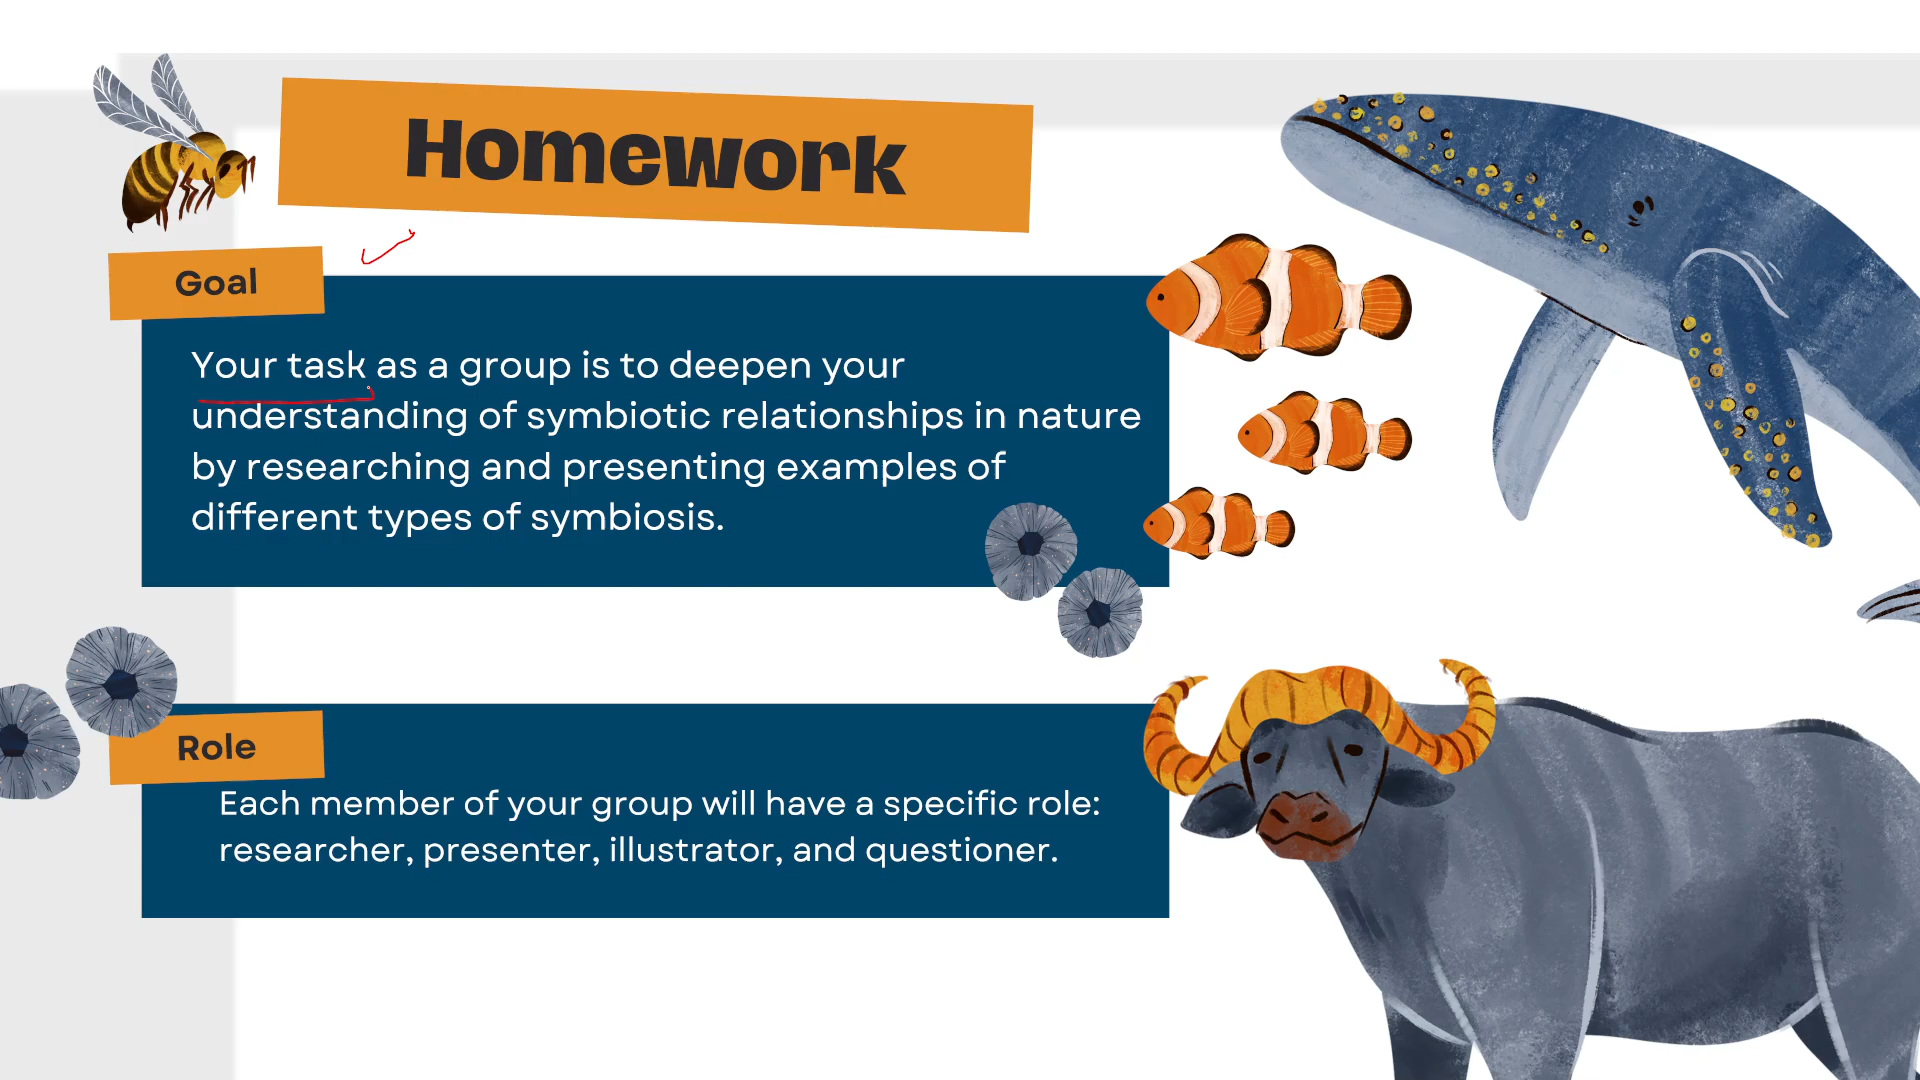 Homework
Goal
Your task as a group is to deepen your
understanding of symbiotic relationships in nature
by researching and presenting examples of
different types of symbiosis.
Role
Each member of your group will have a specific role:
researcher, presenter, illustrator, and questioner.